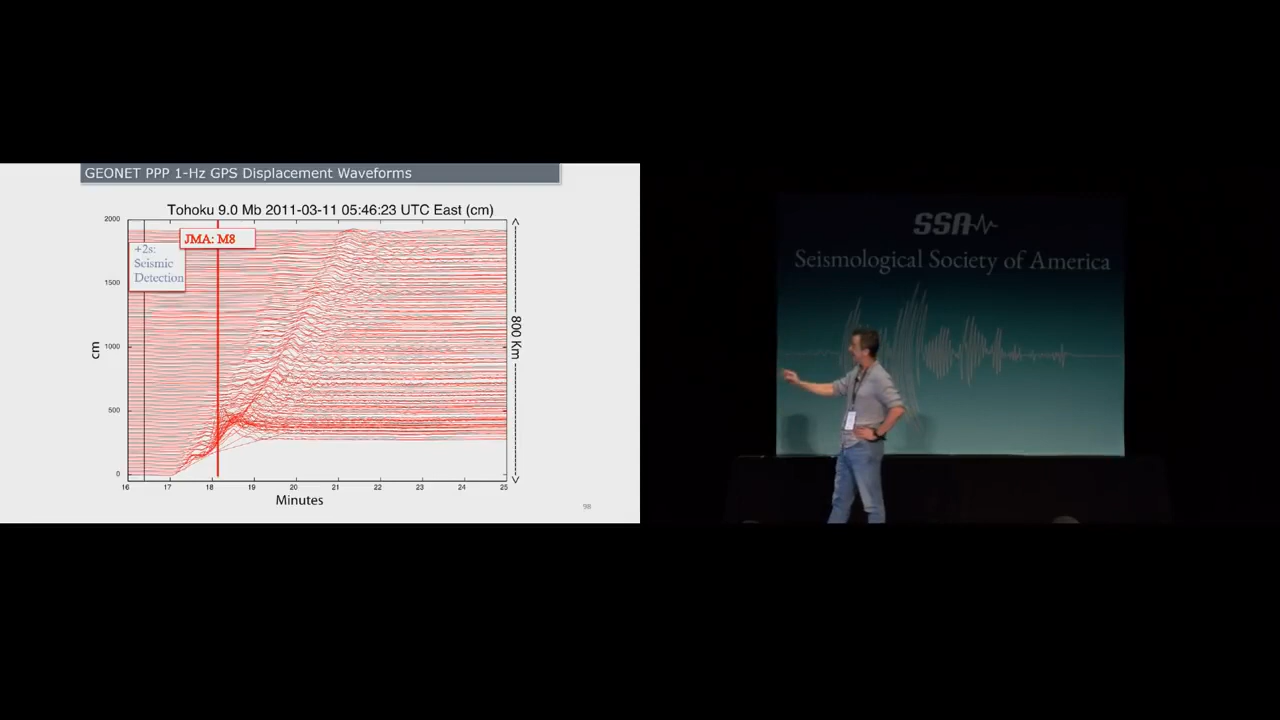 GEONET PPP 1-Hz GPS Displacement Waveforms
Tohoku 9.0 Mb 2011-03-11 05:46:23 UTC East (cm)
2000
1500
1000
500
0
cm
+2s:
Seismic
Detection
JMA: M8
800 Km
16 17 18 19 20 21 22 23 24 25
Minutes
98
SSA
Seismological Society of America